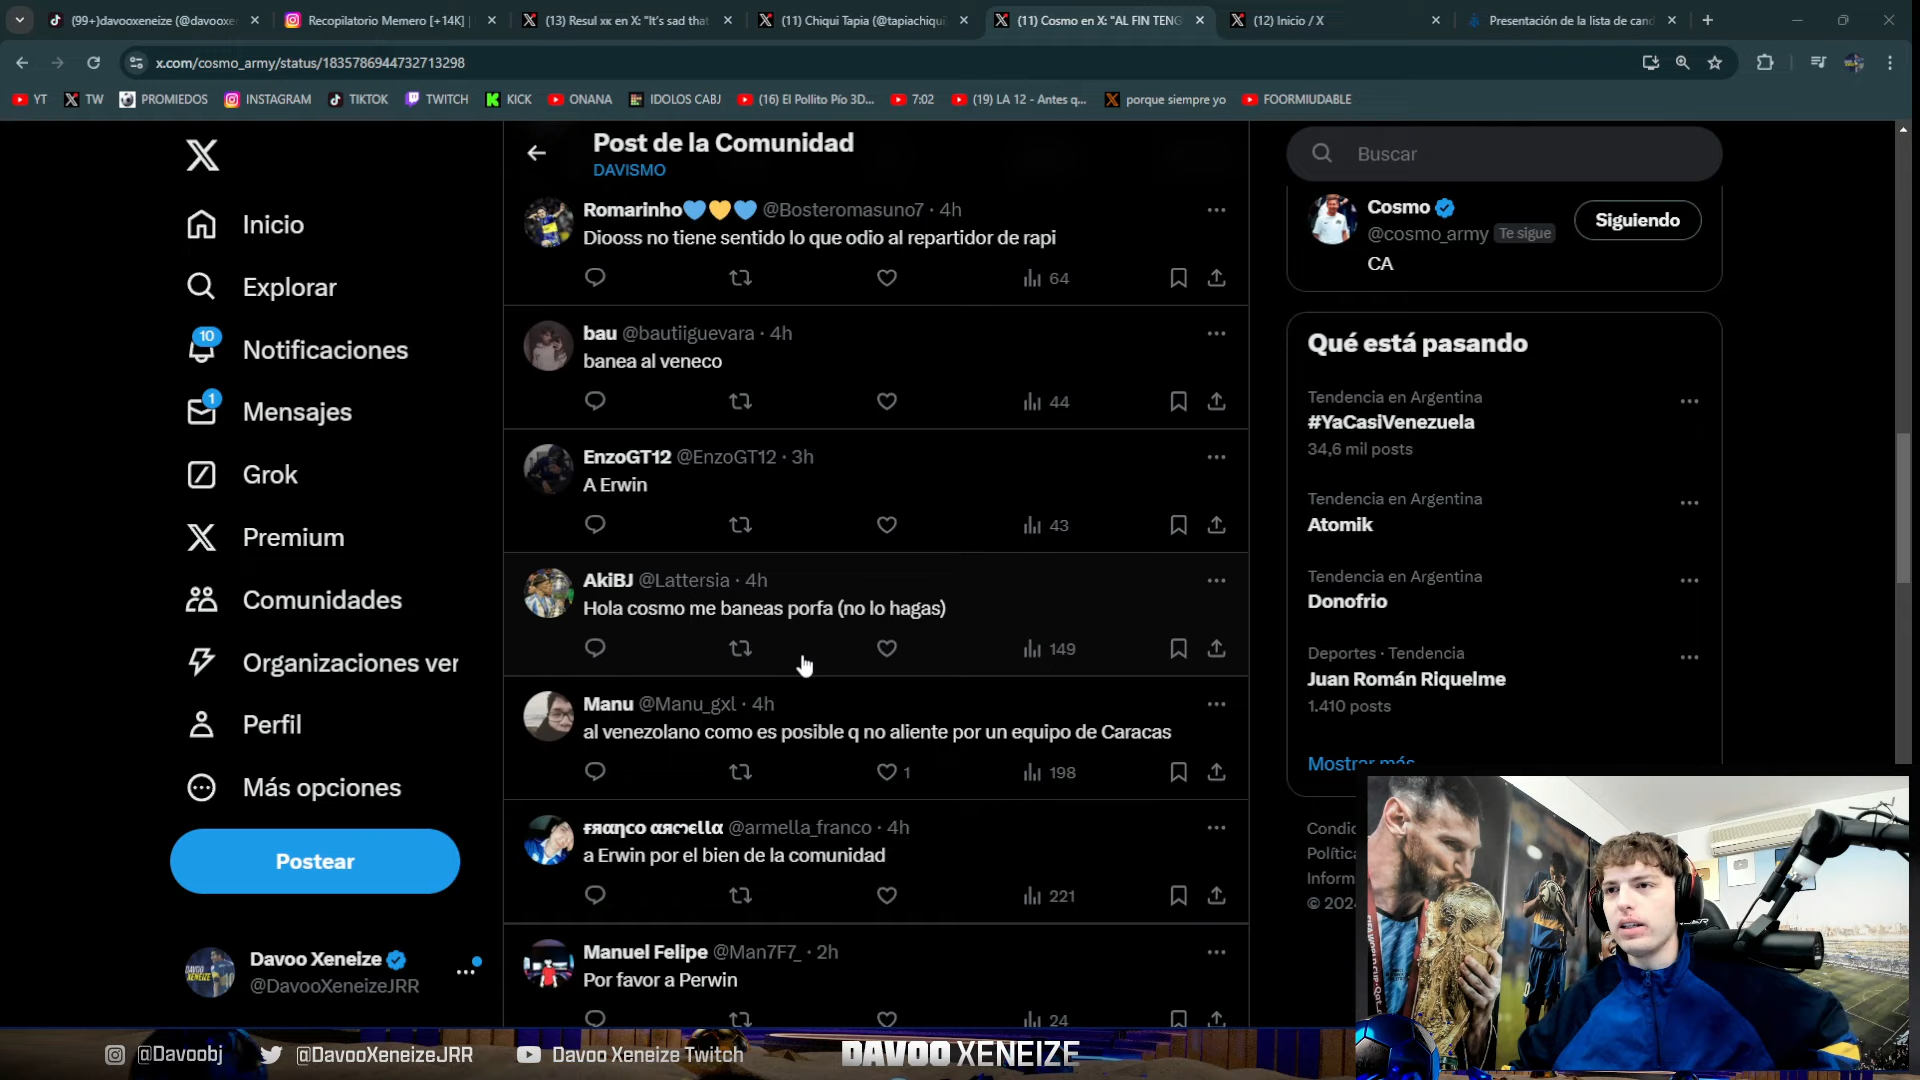 (99+)davooxeneize (@davooxe
Recopilatorio Memero [+14K] |
(13) Resul xx en X: "It's sad that
(11) Chiqui Tapia (@tapiachiqui
(11) Cosmo en X: "AL FIN TENG
(12) Inicio / X
Presentación de la lista de cand
x.com/cosmo_army/status/1835786944732713298
YT
TW
PROMIEDOS
INSTAGRAM
TIKTOK
TWITCH
KICK
ONANA
IDOLOS CABJ
(16) El Pollito Pío 3D...
7:02
(19) LA 12 - Antes q...
porque siempre yo
FOORMIUDABLE
Inicio
Explorar
10
Notificaciones
1
Mensajes
Grok
Premium
Comunidades
Organizaciones ver
Perfil
Más opciones
Postear
Davoo Xeneize
@DavooXeneizeJRR
Post de la Comunidad
DAVISMO
Romarinho💙💛💙 @Bosteromasuno7 · 4h
Diooss no tiene sentido lo que odio al repartidor de rapi
64
bau @bautiiguevara · 4h
banea al veneco
44
EnzoGT12 @EnzoGT12 · 3h
A Erwin
43
AkiBJ @Lattersia · 4h
Hola cosmo me baneas porfa (no lo hagas)
149
Manu @Manu_gxl · 4h
al venezolano como es posible q no aliente por un equipo de Caracas
1 198
@armella_franco · 4h
a Erwin por el bien de la comunidad
221
Manuel Felipe @Man7F7_ · 2h
Por favor a Perwin
24
Buscar
Cosmo
@cosmo_army Te sigue
Siguiendo
CA
Qué está pasando
Tendencia en Argentina
#YaCasiVenezuela
34,6 mil posts
Tendencia en Argentina
Atomik
Tendencia en Argentina
Donofrio
Deportes · Tendencia
Juan Román Riquelme
1.410 posts
Mostrar más
Condic
Política
Inform
© 202
@Davoobj
@DavooXeneizeJRR
Davoo Xeneize Twitch
DAVOO XENEIZE